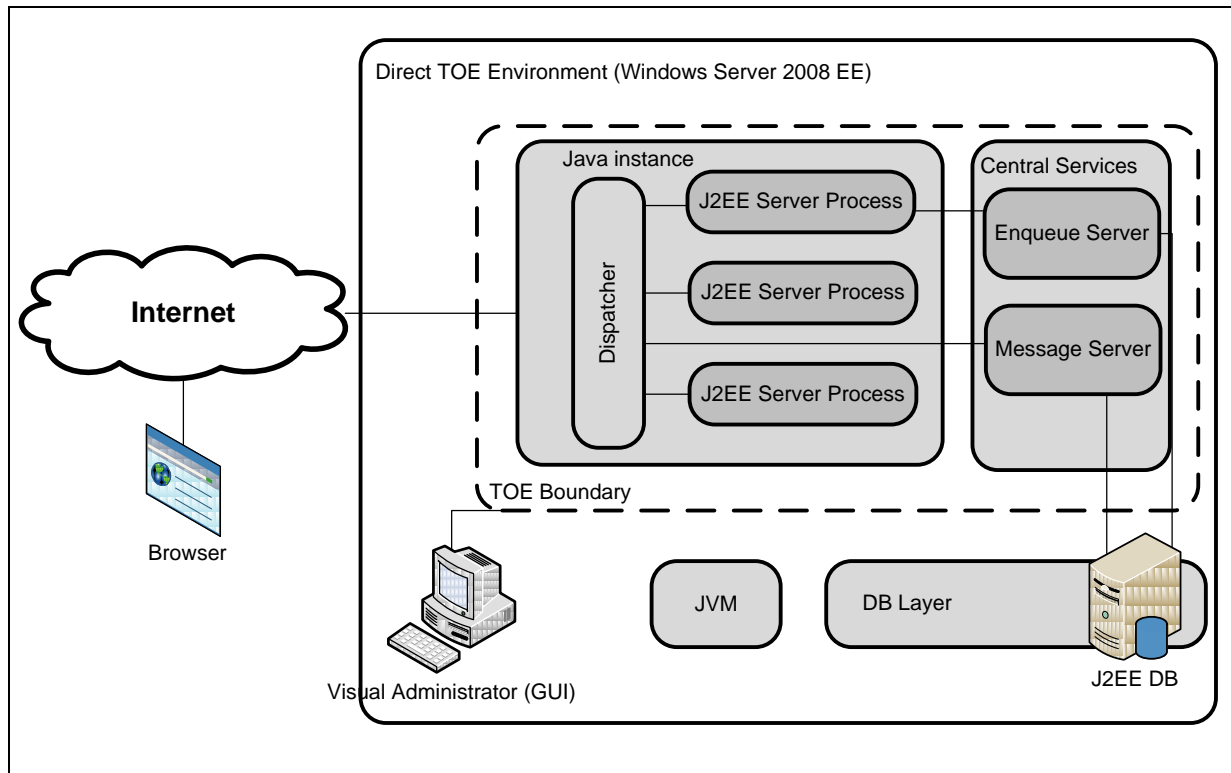 Direct TOE Environment (Windows Server 2008 EE)
Java instance
Central Services
J2EE Server Process
Enqueue Server
J2EE Server Process
Dispatcher
Internet
Message Server
J2EE Server Process
TOE Boundary
Browser
JVM
DB Layer
J2EE DB
Visual Administrator (GUI)